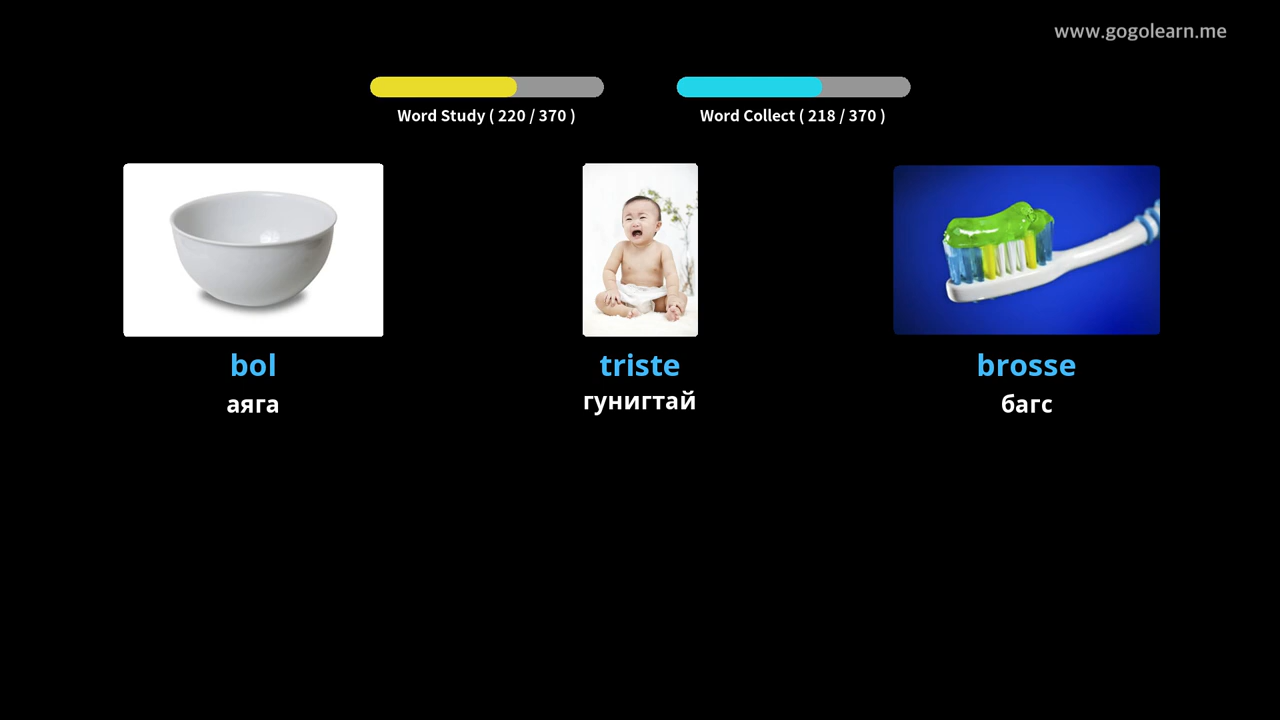 www.gogolearn.me
Word Study ( 220 / 370 )
Word Collect ( 218 / 370 )
bol
triste
brosse
аяга
гунигтай
багс